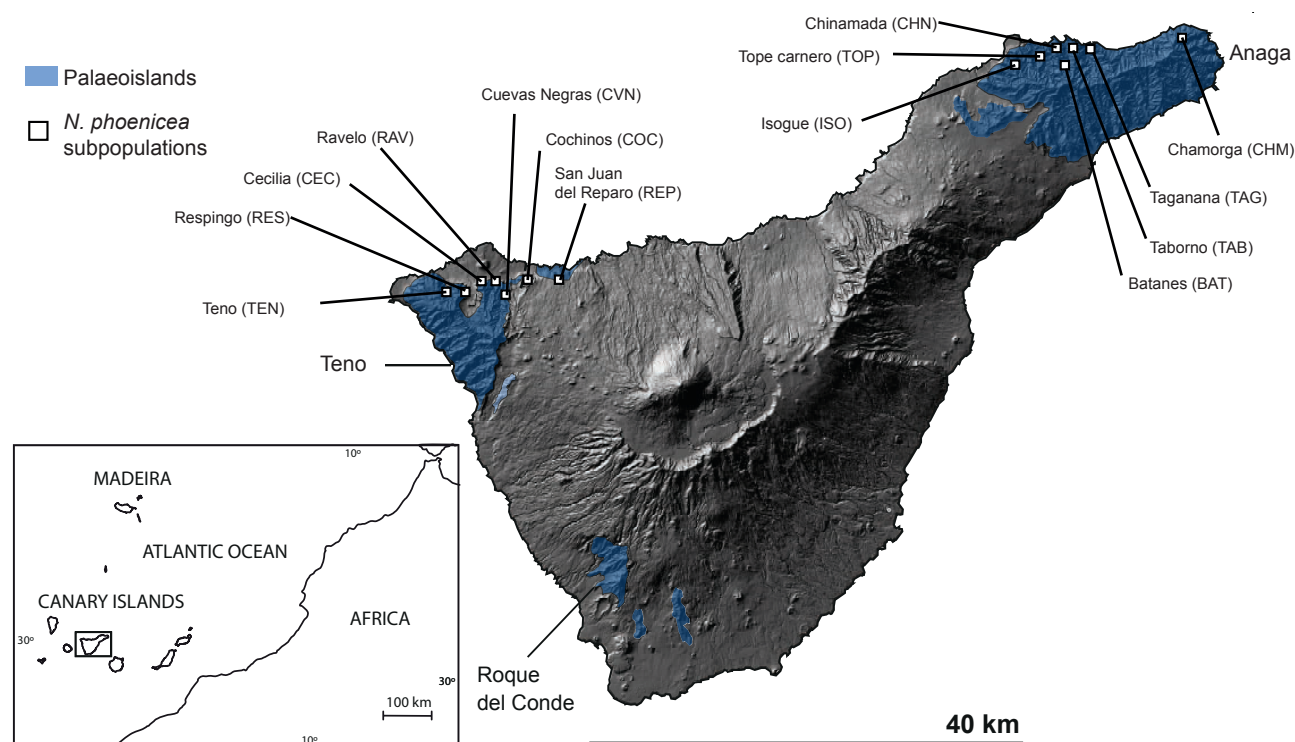 Chinamada (CHN)
Tope carnero (TOP)
Anaga
Palaeoislands
Cuevas Negras (CVN)
N. phoenicea
subpopulations
Isogue (ISO)
Ravelo (RAV)
Cochinos (COC)
Chamorga (CHM)
Cecilia (CEC)
San Juan
del Reparo (REP)
Taganana (TAG)
Respingo (RES)
Taborno (TAB)
Batanes (BAT)
Teno (TEN)
Teno
10º
MADEIRA
ATLANTIC OCEAN
CANARY ISLANDS
AFRICA
30º
30º
100 km
10º
Roque
del Conde
40 km